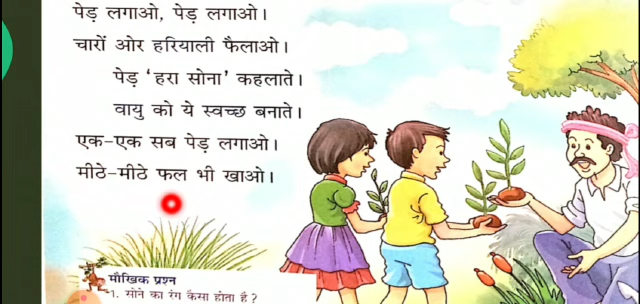 पेड़ लगाओ, पेड़ लगाओ।
चारों ओर हरियाली फैलाओ।
पेड़ ‘हरा सोना’ कहलाते।
वायु को ये स्वच्छ बनाते।
एक-एक सब पेड़ लगाओ।
मीठे-मीठे फल भी खाओ।
मौखिक प्रश्न
1. सोने का रंग कैसा होता है ?